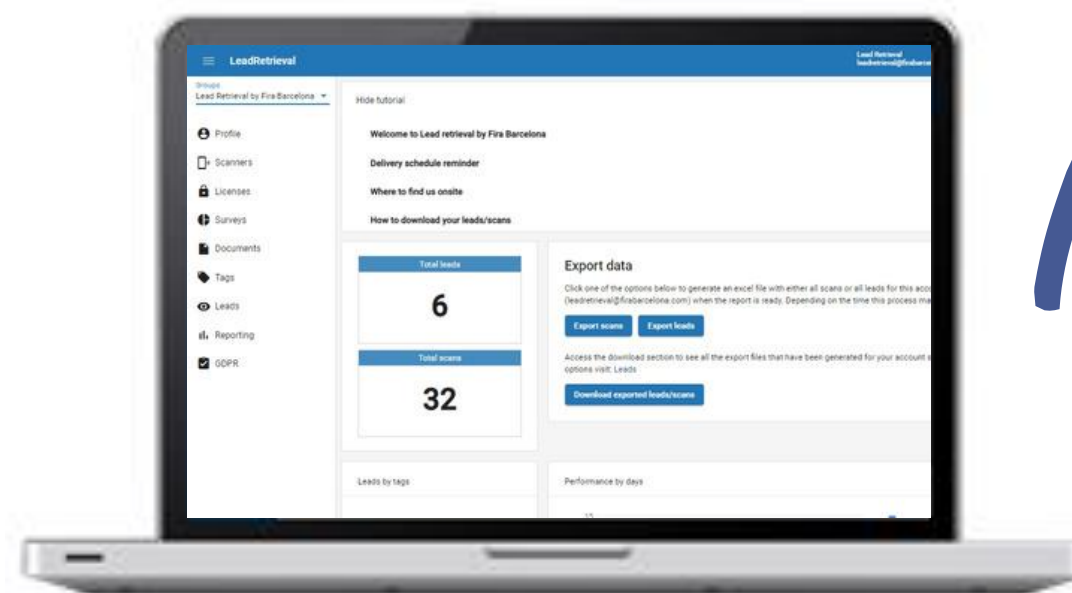 LeadRetrieval
Lead Retrieval
Groups
Lead Retrieval by Fira Barcelona
Profile
Scanners
Licenses
Surveys
Documents
Tags
Leads
Reporting
GDPR
Hide tutorial
Welcome to Lead retrieval by Fira Barcelona
Delivery schedule reminder
Where to find us onsite
How to download your leads/scans
Total leads
6
Total scans
32
Export data
Click one of the options below to generate an excel file with either all scans or all leads for this acco
(leadretrieval@firabarcelona.com) when the report is ready. Depending on the time this process ma
Export scans
Export leads
Access the download section to see all the export files that have been generated for your account a
options visit: Leads
Download exported leads/scans
Leads by tags
Performance by days